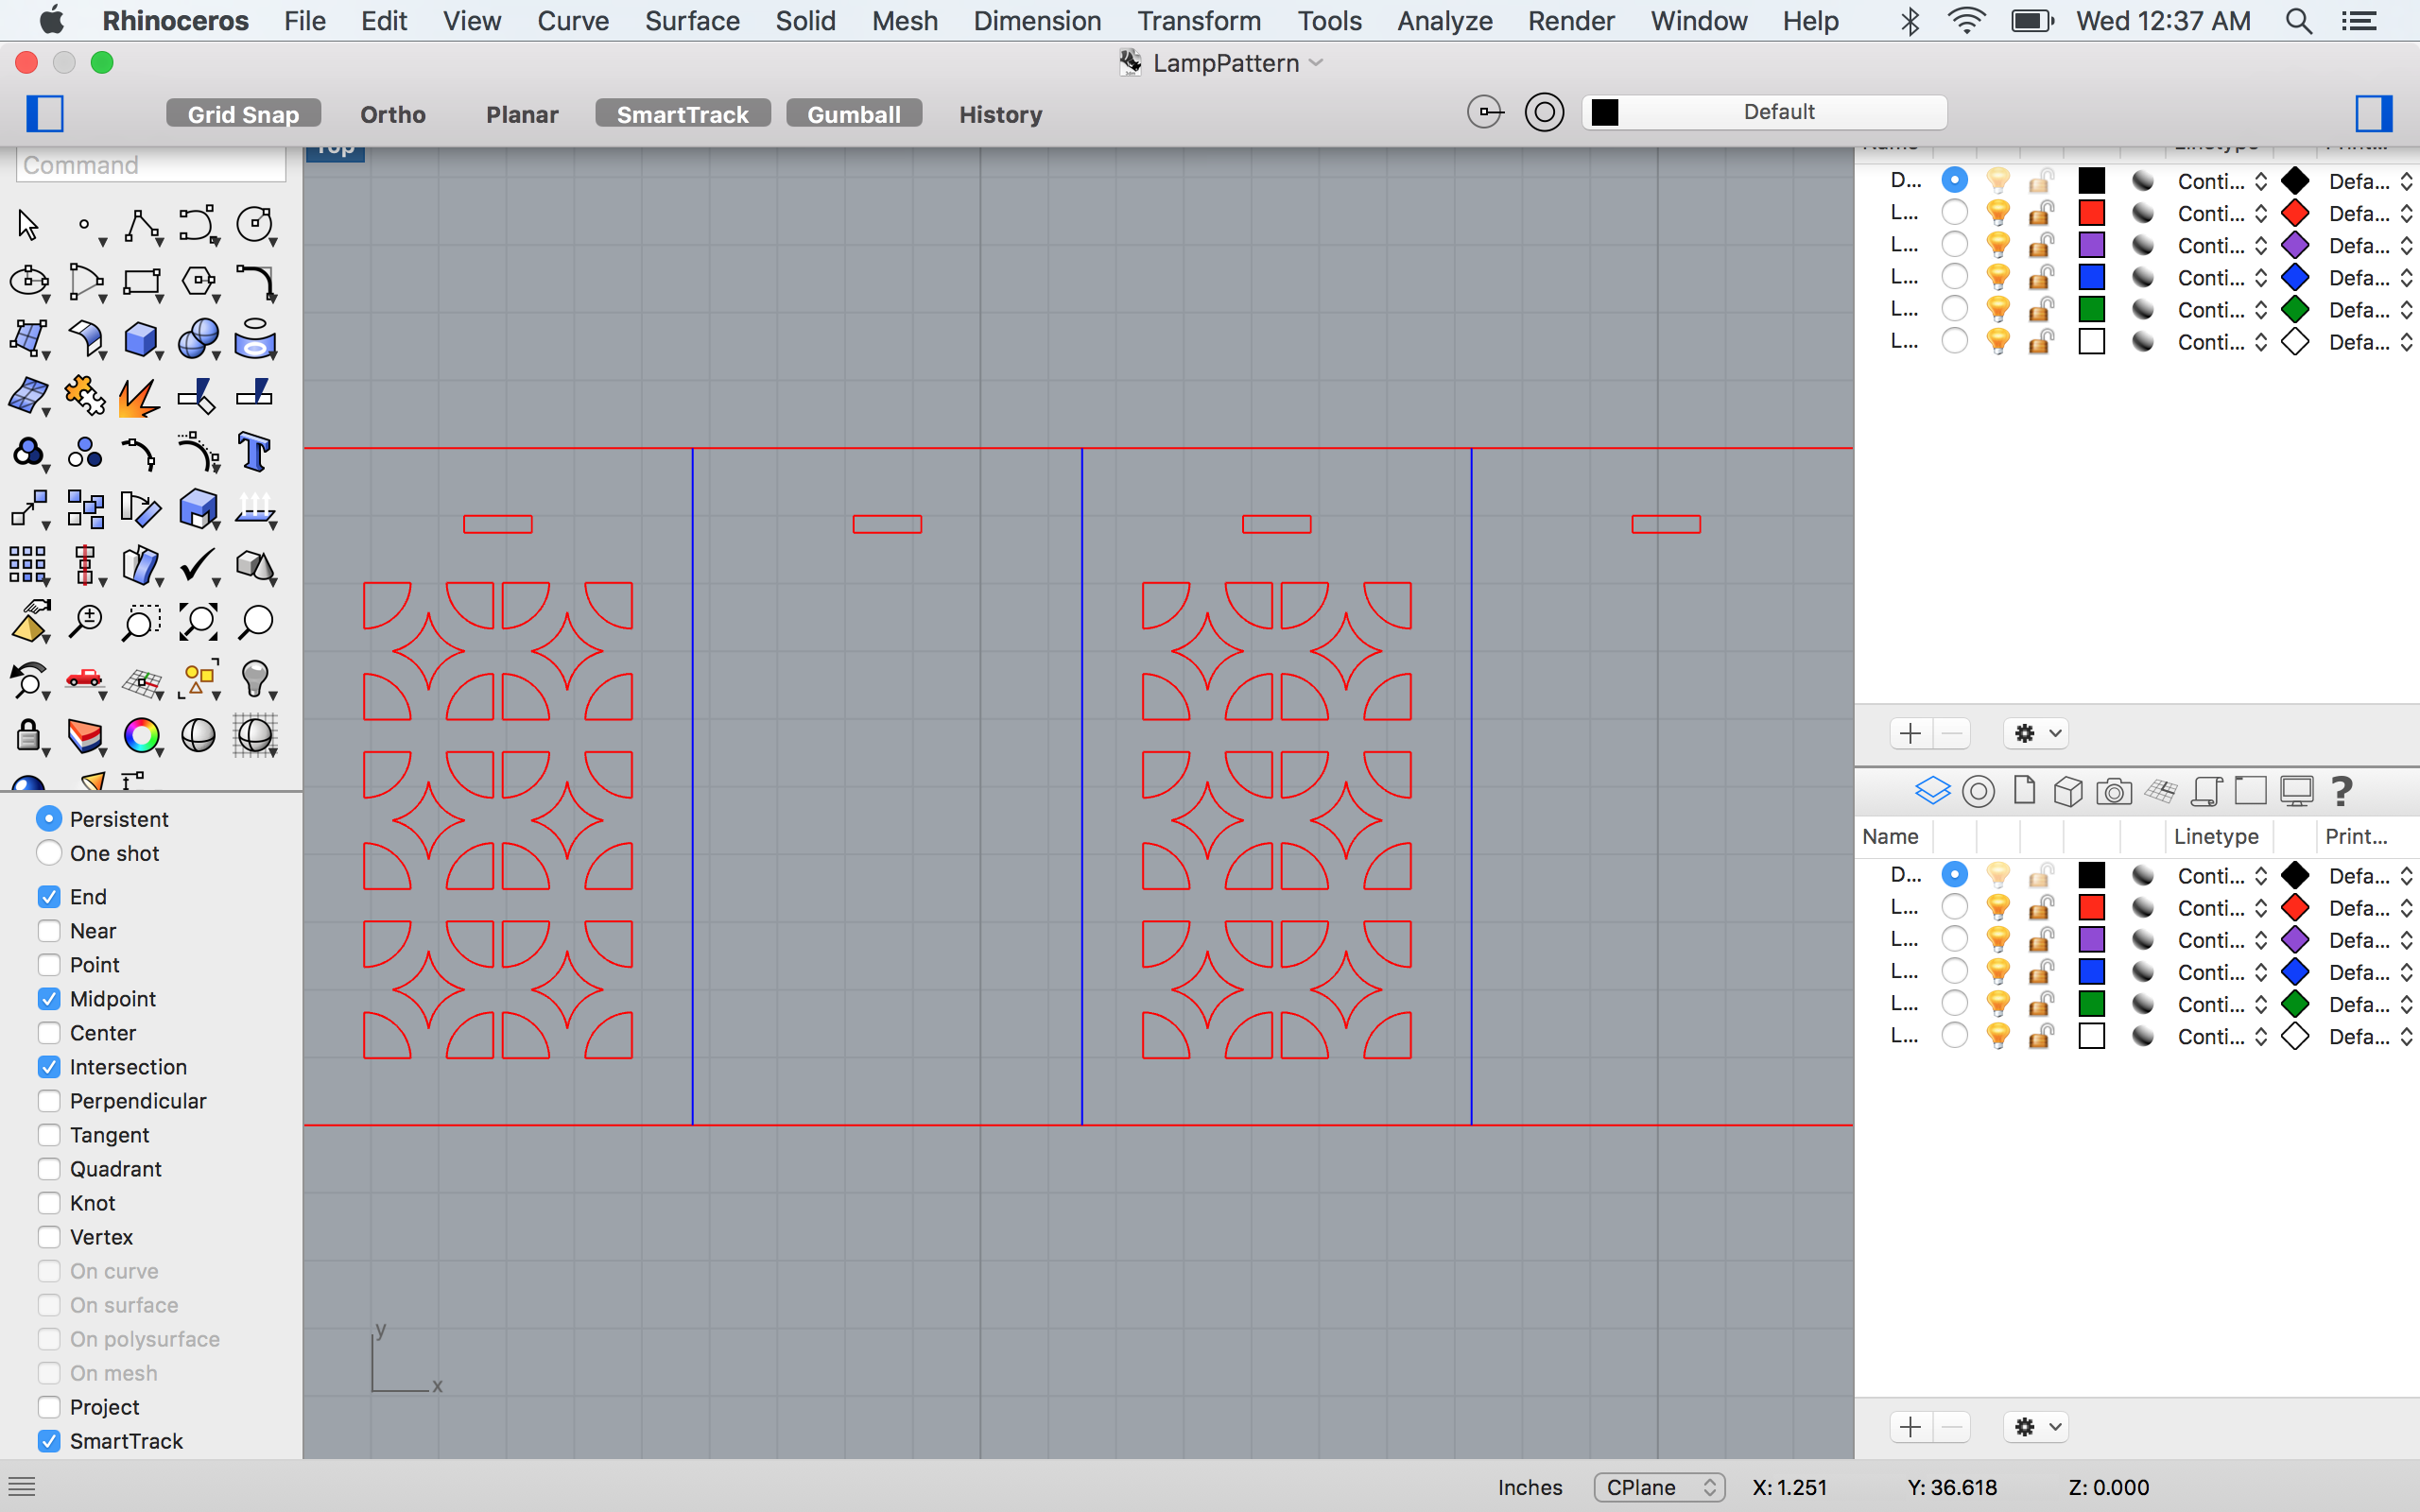 Rhinoceros File Edit View Curve Surface Solid Mesh Dimension Transform Tools Analyze Render Window Help Wed 12:37 AM
LampPattern
Grid Snap Ortho Planar SmartTrack Gumball History Default
Command
Top
D... Conti... Defa...
L... Conti... Defa...
L... Conti... Defa...
L... Conti... Defa...
L... Conti... Defa...
L... Conti... Defa...
Persistent
One shot
End
Near
Point
Midpoint
Center
Intersection
Perpendicular
Tangent
Quadrant
Knot
Vertex
On curve
On surface
On polysurface
On mesh
Project
SmartTrack
y
x
Name Linetype Print...
D... Conti... Defa...
L... Conti... Defa...
L... Conti... Defa...
L... Conti... Defa...
L... Conti... Defa...
L... Conti... Defa...
Inches CPlane X: 1.251 Y: 36.618 Z: 0.000